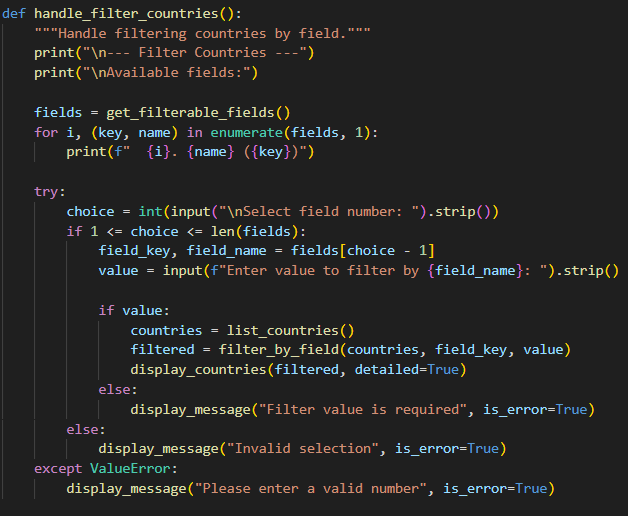 def handle_filter_countries():
    """Handle filtering countries by field."""
    print("\n--- Filter Countries ---")
    print("\nAvailable fields:")

    fields = get_filterable_fields()
    for i, (key, name) in enumerate(fields, 1):
        print(f"  {i}. {name} ({key})")

    try:
        choice = int(input("\nSelect field number: ").strip())
        if 1 <= choice <= len(fields):
            field_key, field_name = fields[choice - 1]
            value = input(f"Enter value to filter by {field_name}: ").strip()

            if value:
                countries = list_countries()
                filtered = filter_by_field(countries, field_key, value)
                display_countries(filtered, detailed=True)
            else:
                display_message("Filter value is required", is_error=True)
        else:
            display_message("Invalid selection", is_error=True)
    except ValueError:
        display_message("Please enter a valid number", is_error=True)